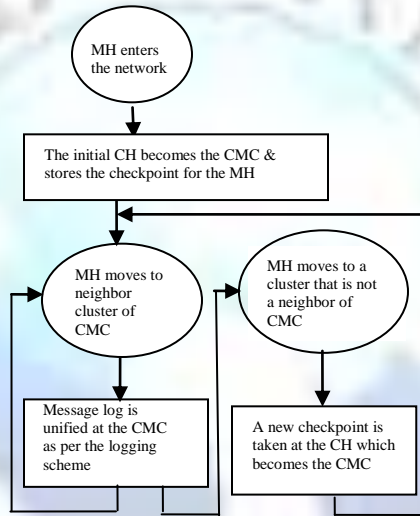 MH enters
the network
The initial CH becomes the CMC &
stores the checkpoint for the MH
MH moves to
neighbor
cluster of
CMC
MH moves to a
cluster that is not
a neighbor of
CMC
Message log is
unified at the CMC
as per the logging
scheme
A new checkpoint is
taken at the CH which
becomes the CMC